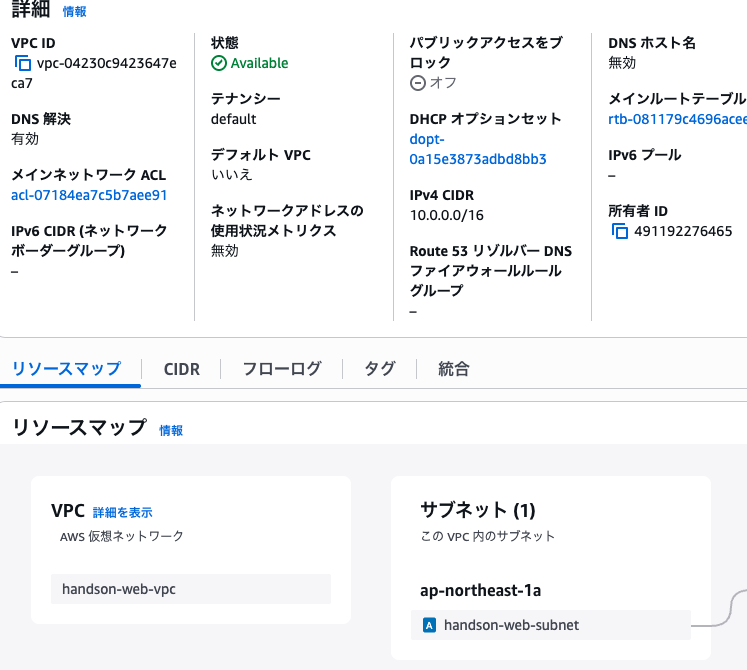 詳細 情報
VPC ID
vpc-04230c9423647e
ca7
DNS 解決
有効
メインネットワーク ACL
acl-07184ea7c5b7aee91
IPv6 CIDR (ネットワーク
ボーダーグループ)
–
状態
Available
テナンシー
default
デフォルト VPC
いいえ
ネットワークアドレスの
使用状況メトリクス
無効
パブリックアクセスをブ
ロック
オフ
DHCP オプションセット
dopt-
0a15e3873adbd8bb3
IPv4 CIDR
10.0.0.0/16
Route 53 リゾルバー DNS
ファイアウォールルール
グループ
–
DNS ホスト名
無効
メインルートテーブル
rtb-081179c4696acee
IPv6 プール
–
所有者 ID
491192276465
リソースマップ CIDR フローログ タグ 統合
リソースマップ 情報
VPC 詳細を表示
AWS 仮想ネットワーク
handson-web-vpc
サブネット (1)
この VPC 内のサブネット
ap-northeast-1a
A handson-web-subnet